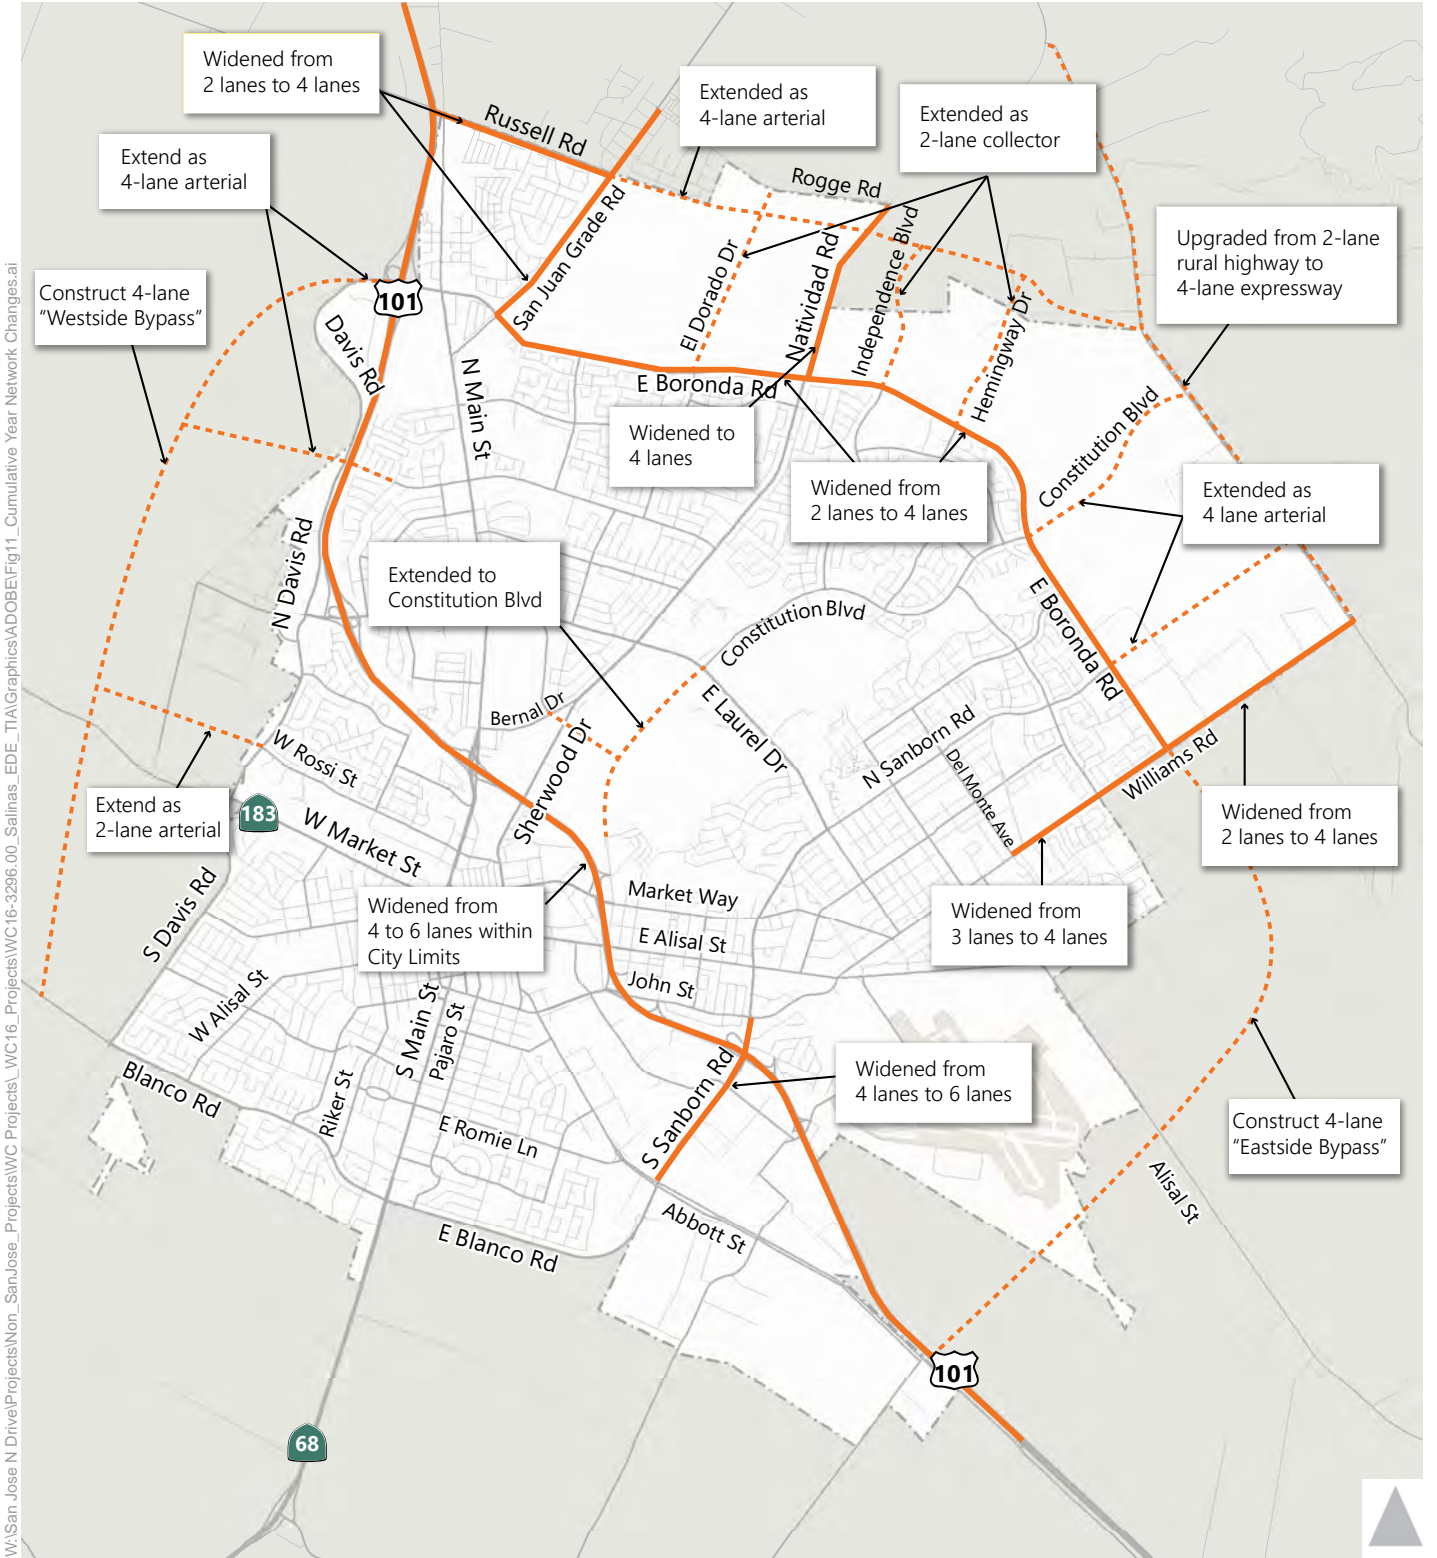 Widened from
2 lanes to 4 lanes
Extended as
4-lane arterial
Extended as
2-lane collector
Extend as
4-lane arterial
Russell Rd
Rogge Rd
Upgraded from 2-lane
rural highway to
4-lane expressway
Construct 4-lane
“Westside Bypass”
101
San Juan Grade Rd
El Dorado Dr
Natividad Rd
Independence Blvd
Hemingway Dr
Davis Rd
N Main St
E Boronda Rd
Constitution Blvd
Widened to
4 lanes
Widened from
2 lanes to 4 lanes
Extended as
4 lane arterial
N Davis Rd
Extended to
Constitution Blvd
Constitution Blvd
E Boronda Rd
Bernal Dr
E Laurel Dr
N Sanborn Rd
Del Monte Ave
Williams Rd
Sherwood Dr
W Rossi St
Extend as
2-lane arterial
183
W Market St
Widened from
2 lanes to 4 lanes
S Davis Rd
Widened from
4 to 6 lanes within
City Limits
Market Way
E Alisal St
John St
Widened from
3 lanes to 4 lanes
W Alisal St
S Main St
Pajaro St
Riker St
Blanco Rd
E Romie Ln
S Sanborn Rd
Widened from
4 lanes to 6 lanes
Construct 4-lane
“Eastside Bypass”
Alisal St
Abbott St
E Blanco Rd
101
68
W:\San Jose N Drive\Projects\Non_SanJose_Projects\WC Projects\_WC16_Projects\WC16-3296.00_Salinas_EDE_TIA\Graphics\ADOBE\Fig11_Cumulative Year Network Changes.ai